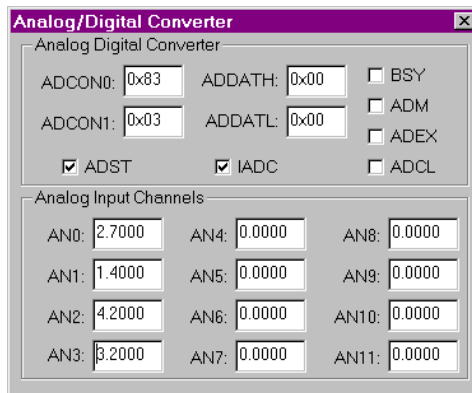 Analog/Digital Converter
Analog Digital Converter
ADCON0: 0x83 ADDATH: 0x00 BSY
ADM
ADCON1: 0x03 ADDATL: 0x00 ADEX
ADST IADC ADCL
Analog Input Channels
AN0: 2.7000 AN4: 0.0000 AN8: 0.0000
AN1: 1.4000 AN5: 0.0000 AN9: 0.0000
AN2: 4.2000 AN6: 0.0000 AN10: 0.0000
AN3: 3.2000 AN7: 0.0000 AN11: 0.0000